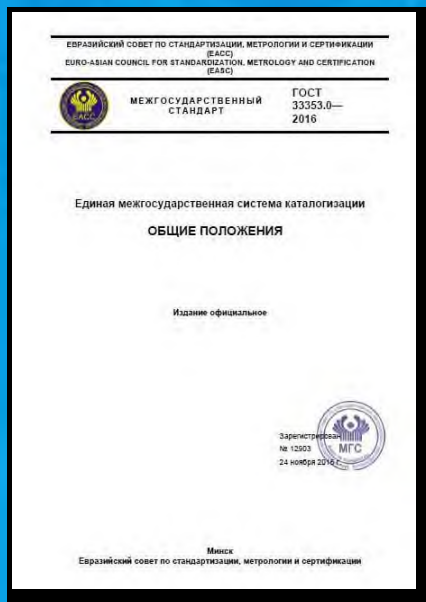 ЕВРАЗИЙСКИЙ СОВЕТ ПО СТАНДАРТИЗАЦИИ, МЕТРОЛОГИИ И СЕРТИФИКАЦИИ
(ЕАСС)
EURO-ASIAN COUNCIL FOR STANDARDIZATION, METROLOGY AND CERTIFICATION
(EASC)
ЕАСС
МЕЖГОСУДАРСТВЕННЫЙ
СТАНДАРТ
ГОСТ
33353.0—
2016
Единая межгосударственная система каталогизации
ОБЩИЕ ПОЛОЖЕНИЯ
Издание официальное
Зарегистрирован
№ 12903
24 ноября 2016 г.
МГС
Минск
Евразийский совет по стандартизации, метрологии и сертификации